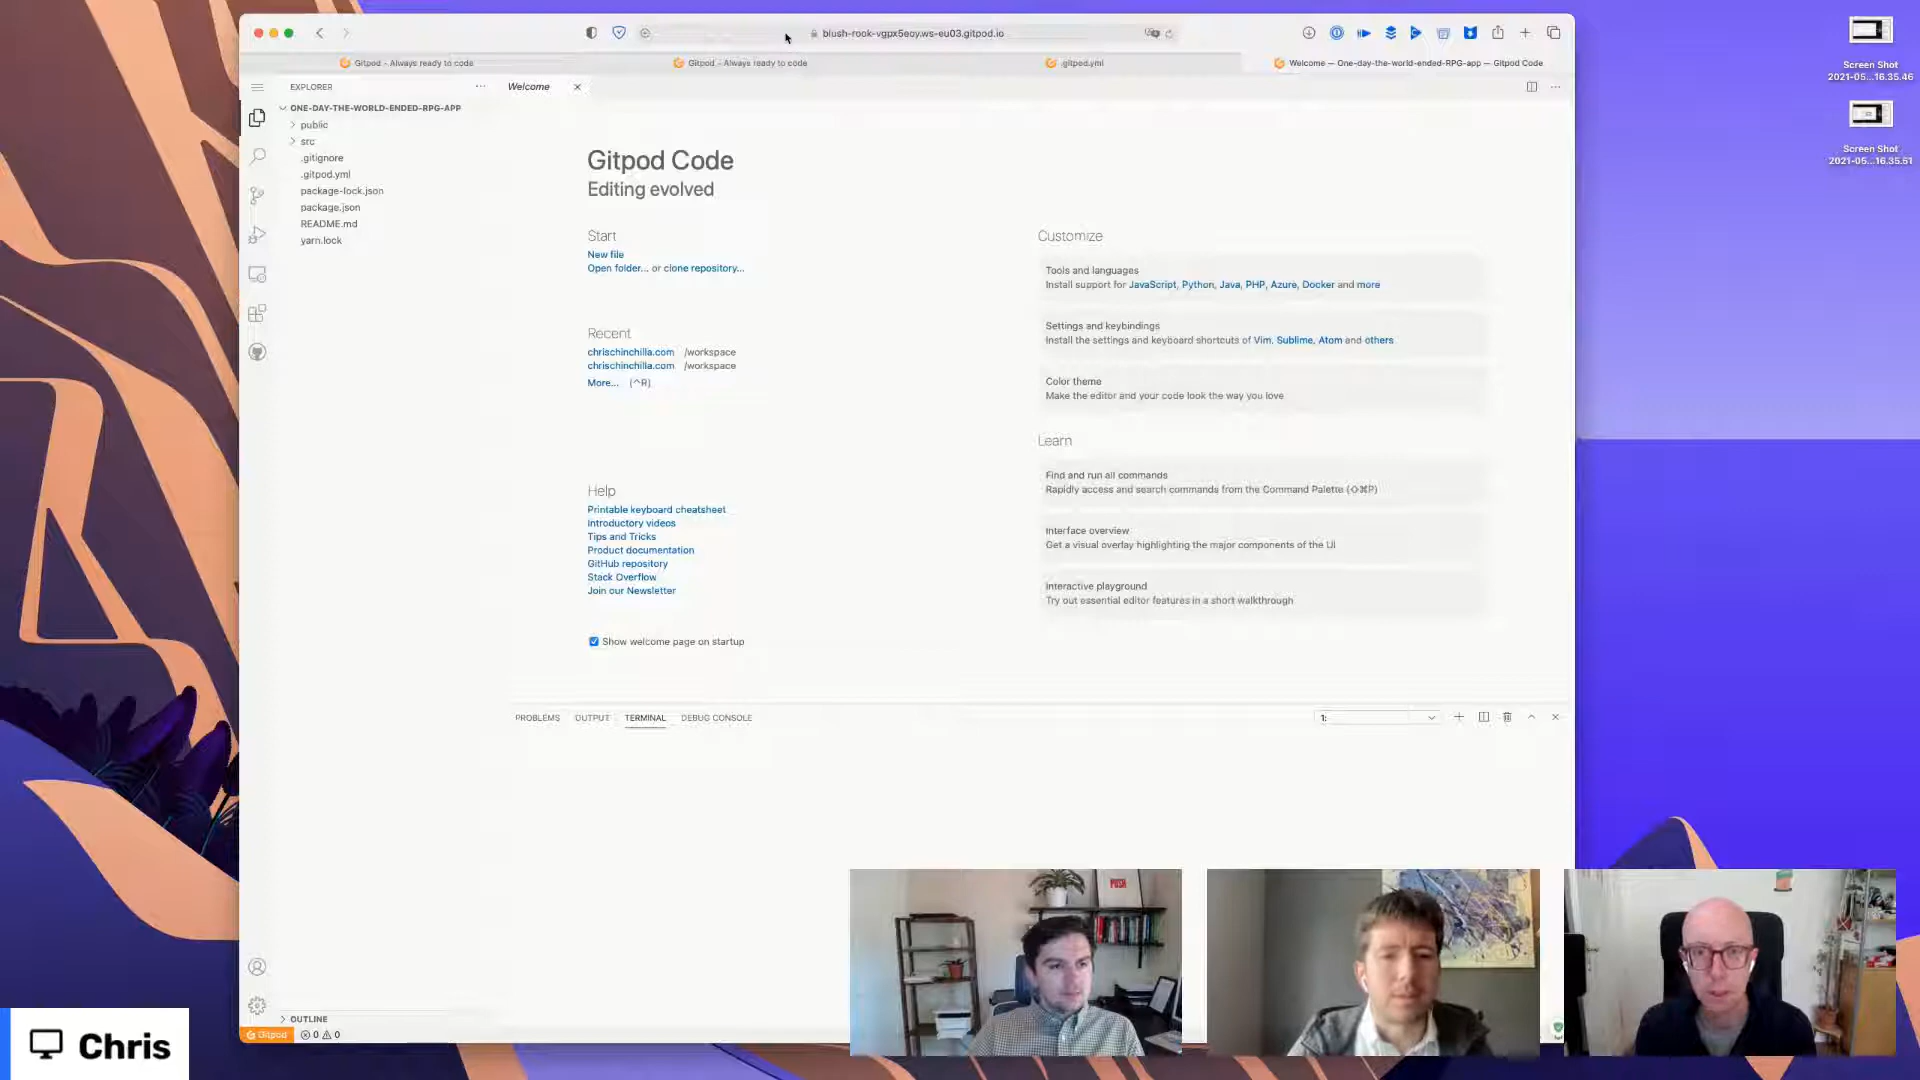 blush-rook-vgpx5eoy.ws-eu03.gitpod.io
Gitpod - Always ready to code
Gitpod - Always ready to code
.gitpod.yml
Welcome — One-day-the-world-ended-RPG-app — Gitpod Code
EXPLORER
Welcome
ONE-DAY-THE-WORLD-ENDED-RPG-APP
public
src
.gitignore
.gitpod.yml
package-lock.json
package.json
README.md
yarn.lock
Gitpod Code
Editing evolved
Start
New file
Open folder... or clone repository...
Recent
chrischinchilla.com /workspace
chrischinchilla.com /workspace
More... (^R)
Help
Printable keyboard cheatsheet
Introductory videos
Tips and Tricks
Product documentation
GitHub repository
Stack Overflow
Join our Newsletter
Show welcome page on startup
Customize
Tools and languages
Install support for JavaScript, Python, Java, PHP, Azure, Docker and more
Settings and keybindings
Install the settings and keyboard shortcuts of Vim, Sublime, Atom and others
Color theme
Make the editor and your code look the way you love
Learn
Find and run all commands
Rapidly access and search commands from the Command Palette (⇧⌘P)
Interface overview
Get a visual overlay highlighting the major components of the UI
Interactive playground
Try out essential editor features in a short walkthrough
PROBLEMS OUTPUT TERMINAL DEBUG CONSOLE
1:
OUTLINE
Gitpod 0 0
Screen Shot
2021-05...16.35.46
Screen Shot
2021-05...16.35.51
PUSH
Chris